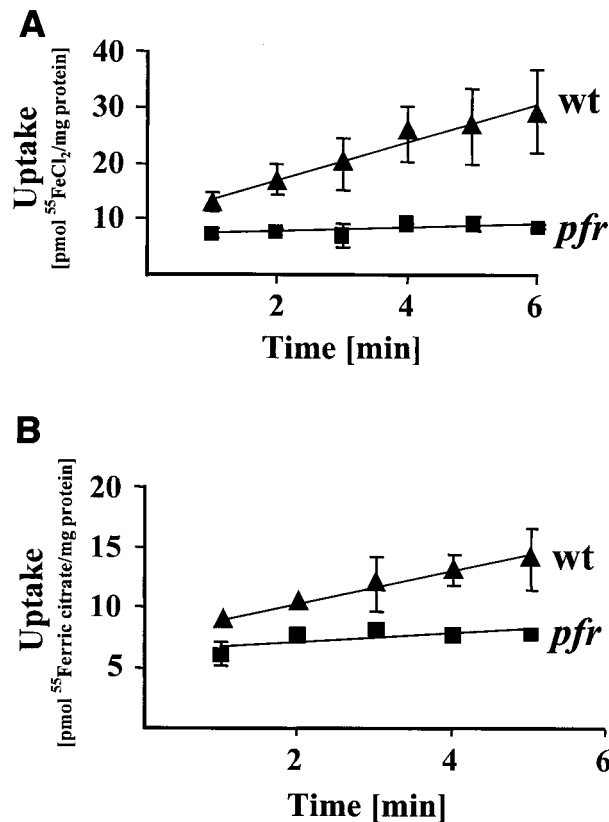 A
40
30
20
10
Uptake
[pmol ⁵⁵FeCl₂/mg protein]
wt
pfr
2
4
6
Time [min]
B
20
15
10
5
Uptake
[pmol ⁵⁵Ferric citrate/mg protein]
wt
pfr
2
4
6
Time [min]